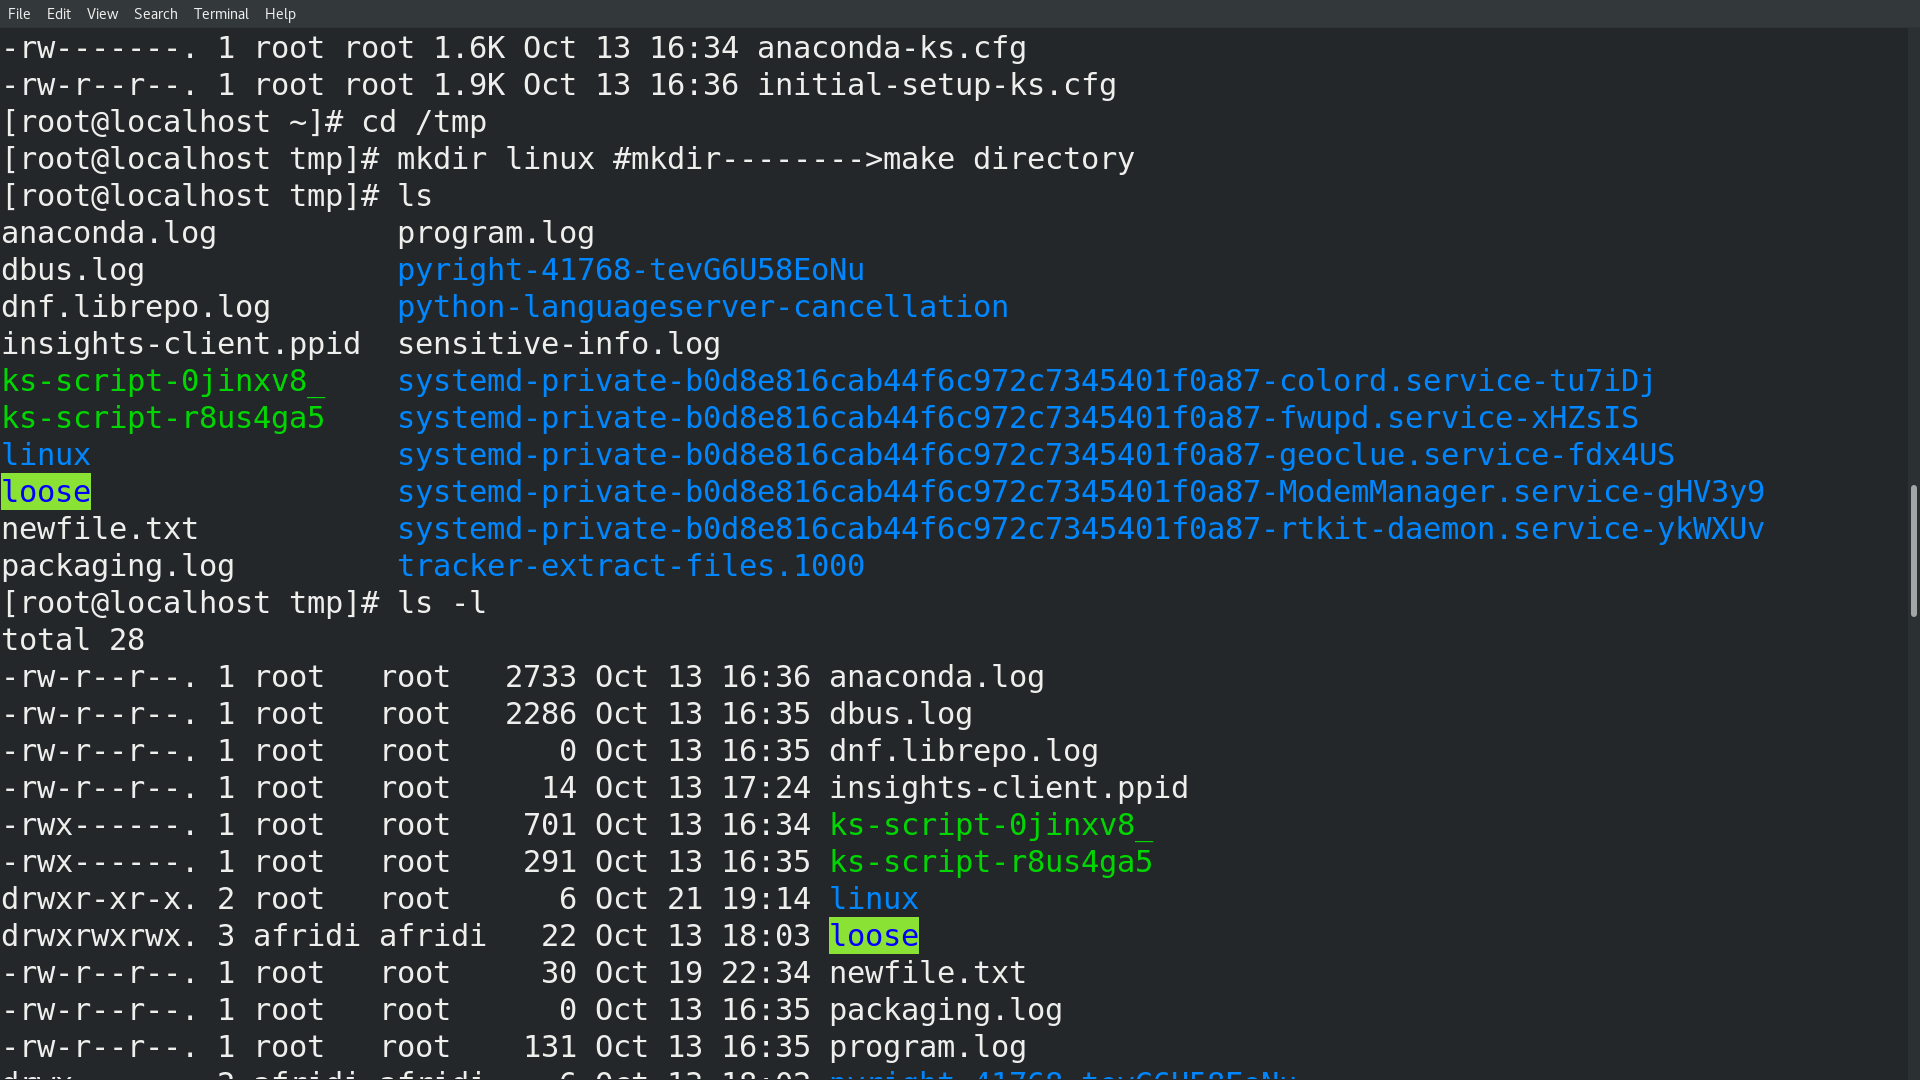 File Edit View Search Terminal Help
-rw-------. 1 root root 1.6K Oct 13 16:34 anaconda-ks.cfg
-rw-r--r--. 1 root root 1.9K Oct 13 16:36 initial-setup-ks.cfg
[root@localhost ~]# cd /tmp
[root@localhost tmp]# mkdir linux #mkdir-------->make directory
[root@localhost tmp]# ls
anaconda.log          program.log
dbus.log              pyright-41768-tevG6U58EoNu
dnf.librepo.log       python-languageserver-cancellation
insights-client.ppid  sensitive-info.log
ks-script-0jinxv8_    systemd-private-b0d8e816cab44f6c972c7345401f0a87-colord.service-tu7iDj
ks-script-r8us4ga5    systemd-private-b0d8e816cab44f6c972c7345401f0a87-fwupd.service-xHZsIS
linux                 systemd-private-b0d8e816cab44f6c972c7345401f0a87-geoclue.service-fdx4US
loose                 systemd-private-b0d8e816cab44f6c972c7345401f0a87-ModemManager.service-gHV3y9
newfile.txt           systemd-private-b0d8e816cab44f6c972c7345401f0a87-rtkit-daemon.service-ykWXUv
packaging.log         tracker-extract-files.1000
[root@localhost tmp]# ls -l
total 28
-rw-r--r--. 1 root   root   2733 Oct 13 16:36 anaconda.log
-rw-r--r--. 1 root   root   2286 Oct 13 16:35 dbus.log
-rw-r--r--. 1 root   root      0 Oct 13 16:35 dnf.librepo.log
-rw-r--r--. 1 root   root     14 Oct 13 17:24 insights-client.ppid
-rwx------. 1 root   root    701 Oct 13 16:34 ks-script-0jinxv8_
-rwx------. 1 root   root    291 Oct 13 16:35 ks-script-r8us4ga5
drwxr-xr-x. 2 root   root      6 Oct 21 19:14 linux
drwxrwxrwx. 3 afridi afridi   22 Oct 13 18:03 loose
-rw-r--r--. 1 root   root     30 Oct 19 22:34 newfile.txt
-rw-r--r--. 1 root   root      0 Oct 13 16:35 packaging.log
-rw-r--r--. 1 root   root    131 Oct 13 16:35 program.log